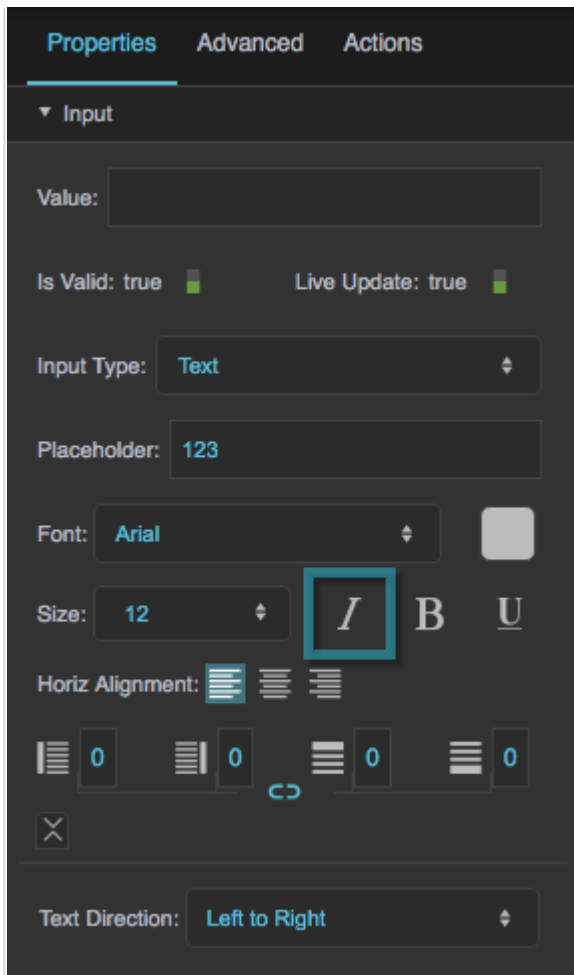 Properties Advanced Actions
Input
Value:
Is Valid: true Live Update: true
Input Type: Text
Placeholder: 123
Font: Arial
Size: 12 I B U
Horiz Alignment:
0 0 0 0
Text Direction: Left to Right